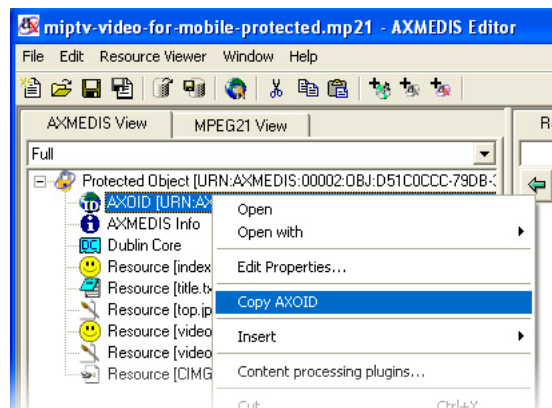 miptv-video-for-mobile-protected.mp21 - AXMEDIS Editor
File Edit Resource Viewer Window Help
AXMEDIS View MPEG21 View R
Full
Protected Object [URN:AXMEDIS:00002:OBJ:D51C0CCC-79DB-
AXOID [URN:AX
AXMEDIS Info
Dublin Core
Resource [index
Resource [title.tx
Resource [top.jp
Resource [video
Resource [video
Resource [CIMG
Open
Open with
Edit Properties...
Copy AXOID
Insert
Content processing plugins...
Cut Ctrl+X